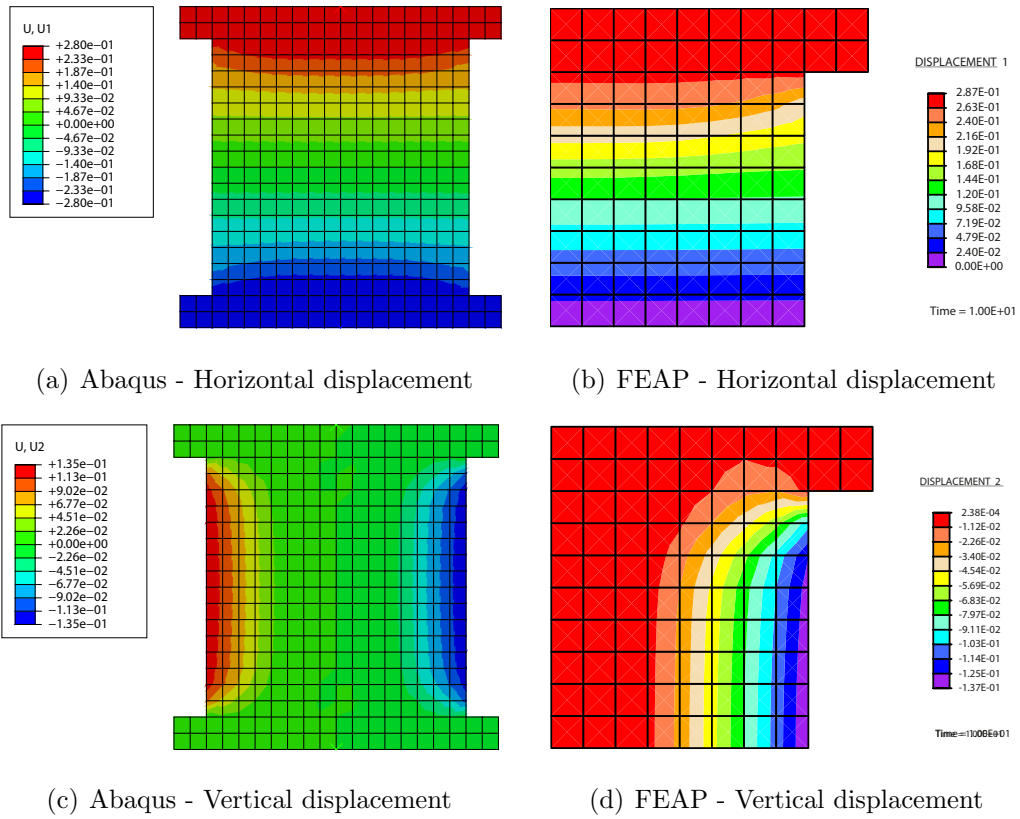 U, U1
+2.80e−01
+2.33e−01
+1.87e−01
+1.40e−01
+9.33e−02
+4.67e−02
+0.00e+00
−4.67e−02
−9.33e−02
−1.40e−01
−1.87e−01
−2.33e−01
−2.80e−01
DISPLACEMENT 1
2.87E-01
2.63E-01
2.40E-01
2.16E-01
1.92E-01
1.68E-01
1.44E-01
1.20E-01
9.58E-02
7.19E-02
4.79E-02
2.40E-02
0.00E+00
Time = 1.00E+01
(a) Abaqus - Horizontal displacement
(b) FEAP - Horizontal displacement
U, U2
+1.35e−01
+1.13e−01
+9.02e−02
+6.77e−02
+4.51e−02
+2.26e−02
+0.00e+00
−2.26e−02
−4.51e−02
−6.77e−02
−9.02e−02
−1.13e−01
−1.35e−01
DISPLACEMENT 2
2.38E-04
-1.12E-02
-2.26E-02
-3.40E-02
-4.54E-02
-5.69E-02
-6.83E-02
-7.97E-02
-9.11E-02
-1.03E-01
-1.14E-01
-1.25E-01
-1.37E-01
Time =
(c) Abaqus - Vertical displacement
(d) FEAP - Vertical displacement